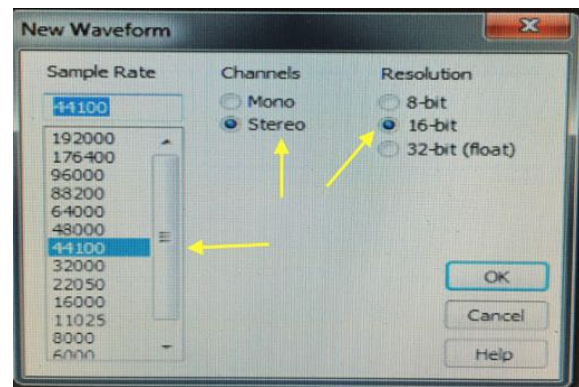 New Waveform
Sample Rate
44100
192000
176400
96000
88200
64000
48000
44100
32000
22050
16000
11025
8000
6000
Channels
Mono
Stereo
Resolution
8-bit
16-bit
32-bit (float)
OK
Cancel
Help